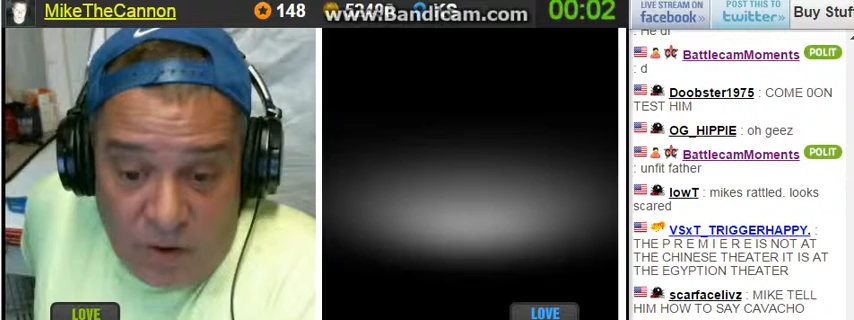 MikeTheCannon
148
www.Bandicam.com
00:02
LIVE STREAM ON
facebook»
POST THIS TO
twitter»
Buy Stuf
BattlecamMoments POLIT
: d
Doobster1975 : COME 0ON
TEST HIM
OG_HIPPIE : oh geez
BattlecamMoments POLIT
unfit father
lowT : mikes rattled. looks
scared
VSxT_TRIGGERHAPPY. :
THE P R E M I E R E IS NOT AT
THE CHINESE THEATER IT IS AT
THE EGYPTION THEATER
scarfacelivz : MIKE TELL
HIM HOW TO SAY CAVACHO
LOVE
LOVE